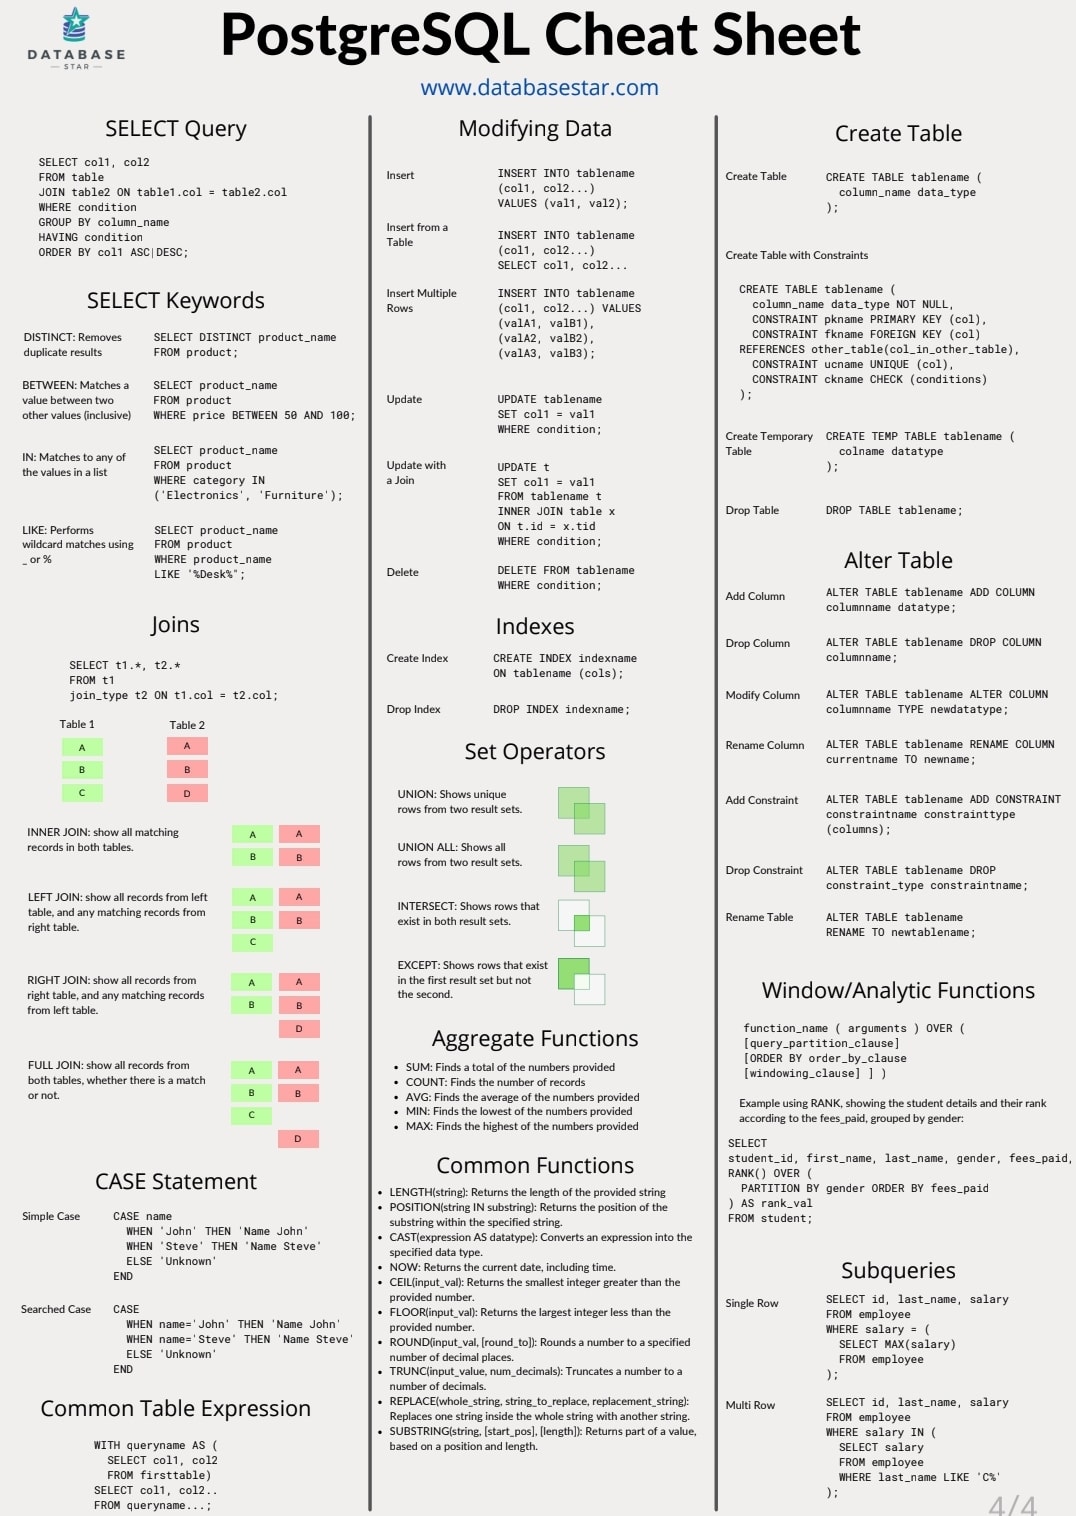 DATABASE
STAR
PostgreSQL Cheat Sheet
www.databasestar.com
SELECT Query
SELECT col1, col2
FROM table
JOIN table2 ON table1.col = table2.col
WHERE condition
GROUP BY column_name
HAVING condition
ORDER BY col1 ASC|DESC;
SELECT Keywords
DISTINCT: Removes
duplicate results
SELECT DISTINCT product_name
FROM product;
BETWEEN: Matches a
value between two
other values (inclusive)
SELECT product_name
FROM product
WHERE price BETWEEN 50 AND 100;
IN: Matches to any of
the values in a list
SELECT product_name
FROM product
WHERE category IN
('Electronics', 'Furniture');
LIKE: Performs
wildcard matches using
_ or %
SELECT product_name
FROM product
WHERE product_name
LIKE '%Desk%";
Joins
SELECT t1.*, t2.*
FROM t1
join_type t2 ON t1.col = t2.col;
Table 1
Table 2
A A
B B
C D
INNER JOIN: show all matching
records in both tables.
A A
B B
LEFT JOIN: show all records from left
table, and any matching records from
right table.
A A
B B
C
RIGHT JOIN: show all records from
right table, and any matching records
from left table.
A A
B B
D
FULL JOIN: show all records from
both tables, whether there is a match
or not.
A A
B B
C
D
CASE Statement
Simple Case
CASE name
WHEN 'John' THEN 'Name John'
WHEN 'Steve' THEN 'Name Steve'
ELSE 'Unknown'
END
Searched Case
CASE
WHEN name='John' THEN 'Name John'
WHEN name='Steve' THEN 'Name Steve'
ELSE 'Unknown'
END
Common Table Expression
WITH queryname AS (
SELECT col1, col2
FROM firsttable)
SELECT col1, col2..
FROM queryname...;
Modifying Data
Insert
INSERT INTO tablename
(col1, col2...)
VALUES (val1, val2);
Insert from a
Table
INSERT INTO tablename
(col1, col2...)
SELECT col1, col2...
Insert Multiple
Rows
INSERT INTO tablename
(col1, col2...) VALUES
(valA1, valB1),
(valA2, valB2),
(valA3, valB3);
Update
UPDATE tablename
SET col1 = val1
WHERE condition;
Update with
a Join
UPDATE t
SET col1 = val1
FROM tablename t
INNER JOIN table x
ON t.id = x.tid
WHERE condition;
Delete
DELETE FROM tablename
WHERE condition;
Indexes
Create Index
CREATE INDEX indexname
ON tablename (cols);
Drop Index
DROP INDEX indexname;
Set Operators
UNION: Shows unique
rows from two result sets.
UNION ALL: Shows all
rows from two result sets.
INTERSECT: Shows rows that
exist in both result sets.
EXCEPT: Shows rows that exist
in the first result set but not
the second.
Aggregate Functions
• SUM: Finds a total of the numbers provided
• COUNT: Finds the number of records
• AVG: Finds the average of the numbers provided
• MIN: Finds the lowest of the numbers provided
• MAX: Finds the highest of the numbers provided
Common Functions
• LENGTH(string): Returns the length of the provided string
• POSITION(string IN substring): Returns the position of the
substring within the specified string.
• CAST(expression AS datatype): Converts an expression into the
specified data type.
• NOW: Returns the current date, including time.
• CEIL(input_val): Returns the smallest integer greater than the
provided number.
• FLOOR(input_val): Returns the largest integer less than the
provided number.
• ROUND(input_val, [round_to]): Rounds a number to a specified
number of decimal places.
• TRUNC(input_value, num_decimals): Truncates a number to a
number of decimals.
• REPLACE(whole_string, string_to_replace, replacement_string):
Replaces one string inside the whole string with another string.
• SUBSTRING(string, [start_pos], [length]): Returns part of a value,
based on a position and length.
Create Table
Create Table
CREATE TABLE tablename (
column_name data_type
);
Create Table with Constraints
CREATE TABLE tablename (
column_name data_type NOT NULL,
CONSTRAINT pkname PRIMARY KEY (col),
CONSTRAINT fkname FOREIGN KEY (col)
REFERENCES other_table(col_in_other_table),
CONSTRAINT ucname UNIQUE (col),
CONSTRAINT ckname CHECK (conditions)
);
Create Temporary
Table
CREATE TEMP TABLE tablename (
colname datatype
);
Drop Table
DROP TABLE tablename;
Alter Table
Add Column
ALTER TABLE tablename ADD COLUMN
columnname datatype;
Drop Column
ALTER TABLE tablename DROP COLUMN
columnname;
Modify Column
ALTER TABLE tablename ALTER COLUMN
columnname TYPE newdatatype;
Rename Column
ALTER TABLE tablename RENAME COLUMN
currentname TO newname;
Add Constraint
ALTER TABLE tablename ADD CONSTRAINT
constraintname constrainttype
(columns);
Drop Constraint
ALTER TABLE tablename DROP
constraint_type constraintname;
Rename Table
ALTER TABLE tablename
RENAME TO newtablename;
Window/Analytic Functions
function_name ( arguments ) OVER (
[query_partition_clause]
[ORDER BY order_by_clause
[windowing_clause] ] )
Example using RANK, showing the student details and their rank
according to the fees_paid, grouped by gender:
SELECT
student_id, first_name, last_name, gender, fees_paid,
RANK() OVER (
PARTITION BY gender ORDER BY fees_paid
) AS rank_val
FROM student;
Subqueries
Single Row
SELECT id, last_name, salary
FROM employee
WHERE salary = (
SELECT MAX(salary)
FROM employee
);
Multi Row
SELECT id, last_name, salary
FROM employee
WHERE salary IN (
SELECT salary
FROM employee
WHERE last_name LIKE 'C%'
);
4/4